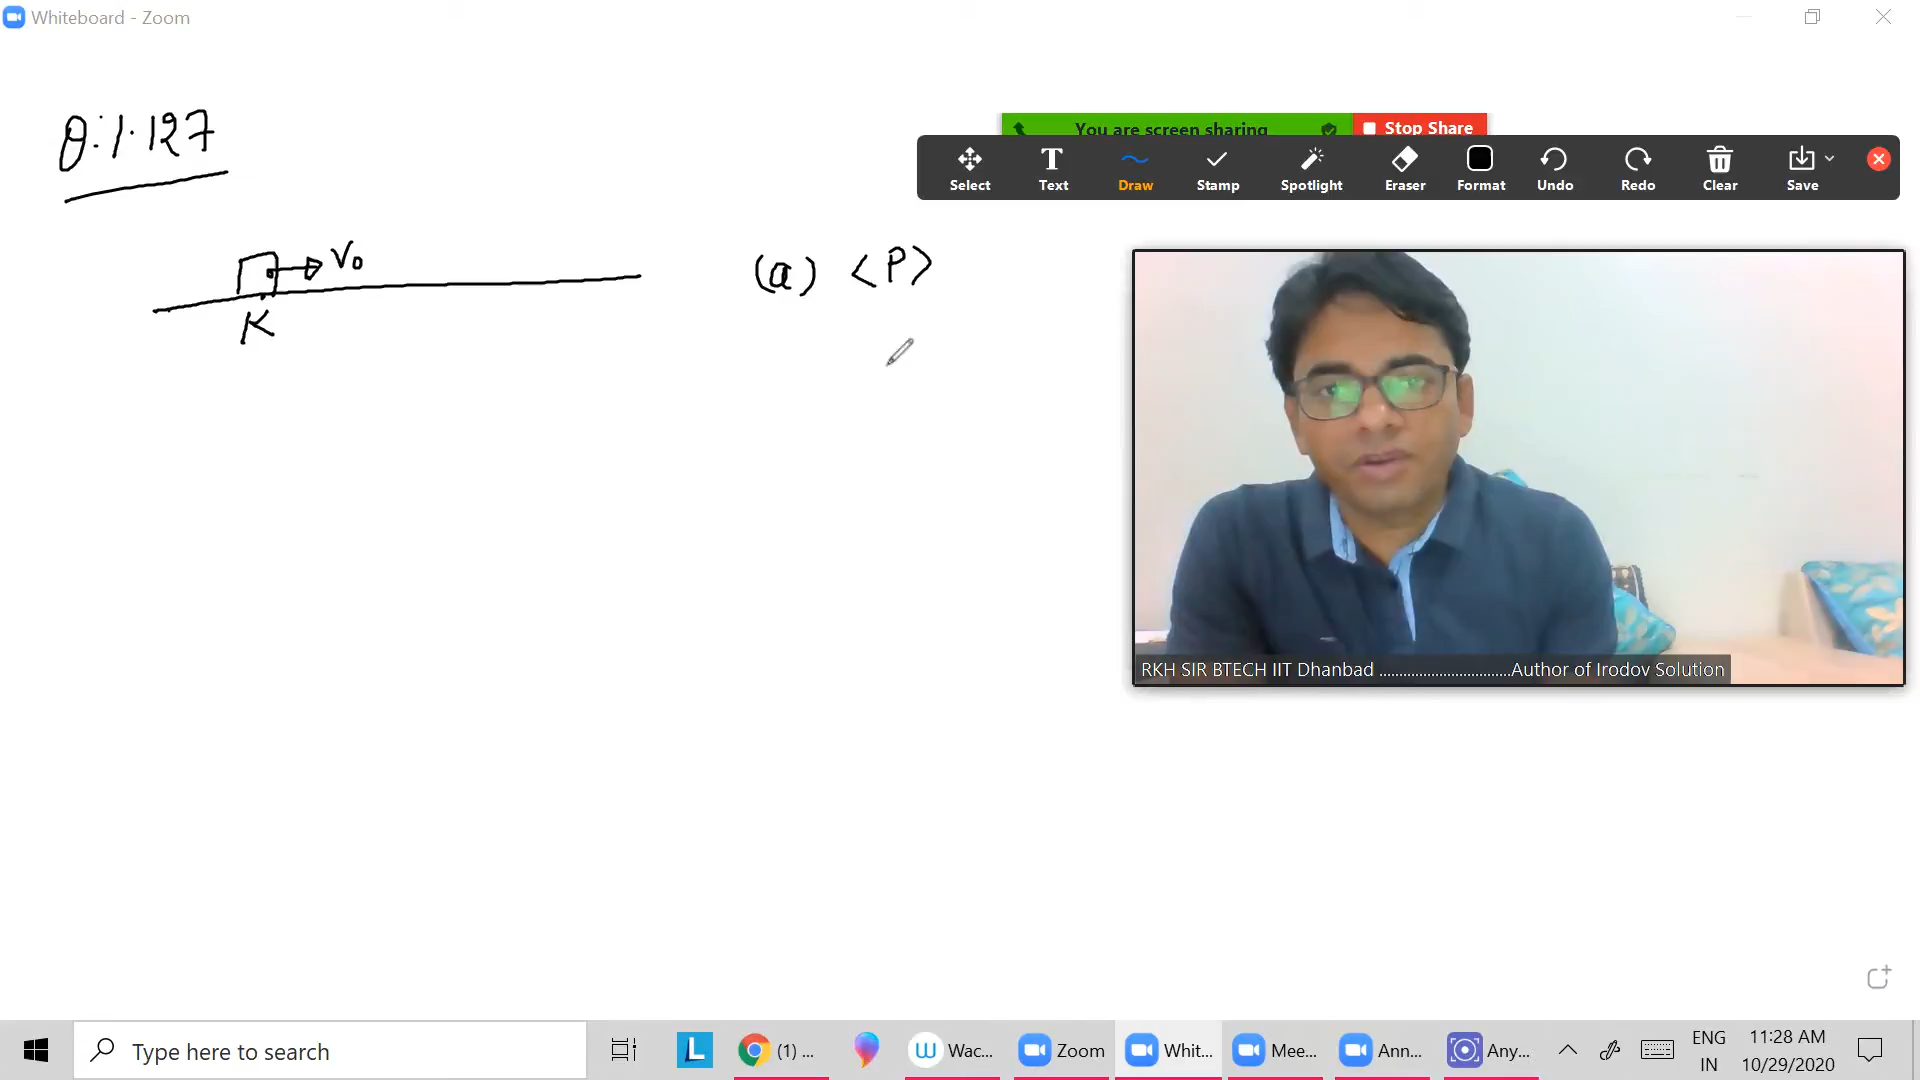 Whiteboard - Zoom
Q:1.127
You are screen sharing
Stop Share
Select
Text
Draw
Stamp
Spotlight
Eraser
Format
Undo
Redo
Clear
Save
V0
K
(a) <P>
RKH SIR BTECH IIT Dhanbad ................................Author of Irodov Solution
Type here to search
L
(1) ...
Wac...
Zoom
Whit...
Mee...
Ann...
Any...
ENG
IN
11:28 AM
10/29/2020